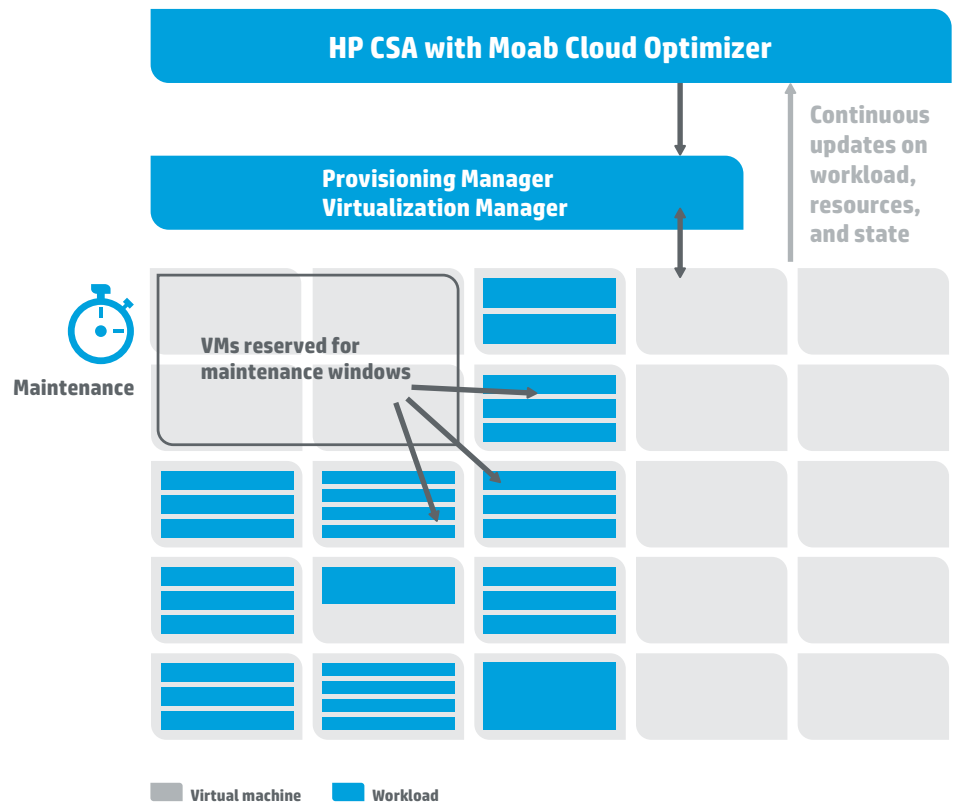 HP CSA with Moab Cloud Optimizer
Continuous
updates on
workload,
resources,
and state
Provisioning Manager
Virtualization Manager
VMs reserved for
maintenance windows
Maintenance
Virtual machine
Workload